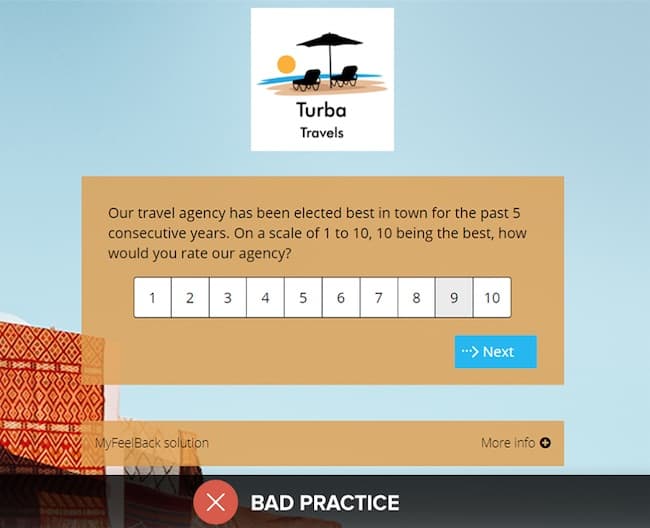 Turba
Travels
Our travel agency has been elected best in town for the past 5
consecutive years. On a scale of 1 to 10, 10 being the best, how
would you rate our agency?
1 2 3 4 5 6 7 8 9 10
Next
MyFeelBack solution More info
BAD PRACTICE